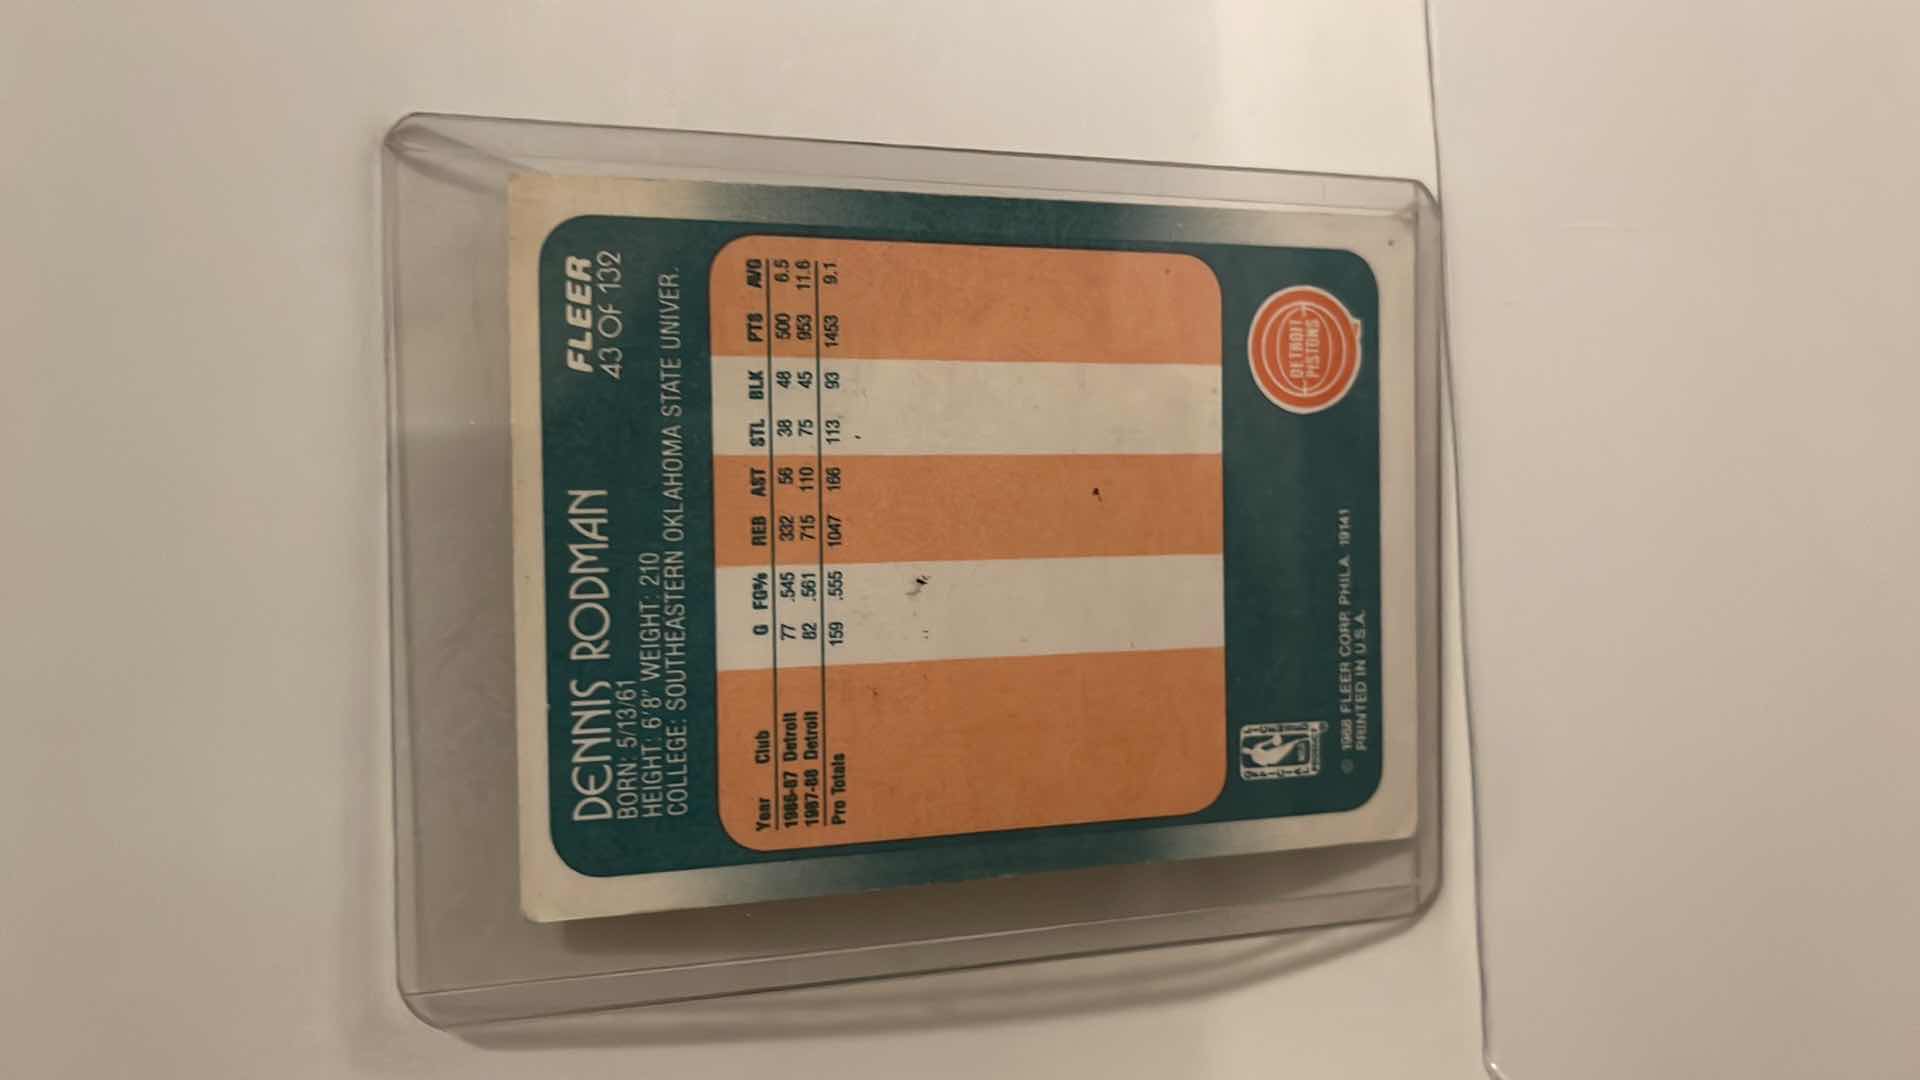 FLEER
43 OF 132
DENNIS RODMAN
BORN: 5/13/61
HEIGHT: 6'8" WEIGHT: 210
COLLEGE: SOUTHEASTERN OKLAHOMA STATE UNIVER.
Year Club G FG% REB AST STL BLK PTS AVG
1986-87 Detroit 77 .545 332 56 38 48 500 6.5
1987-88 Detroit 82 .561 715 110 75 45 953 11.6
Pro Totals 159 .555 1047 166 113 93 1453 9.1
DETROIT
PISTONS
© 1988 FLEER CORP. PHILA. 19141
PRINTED IN U.S.A.